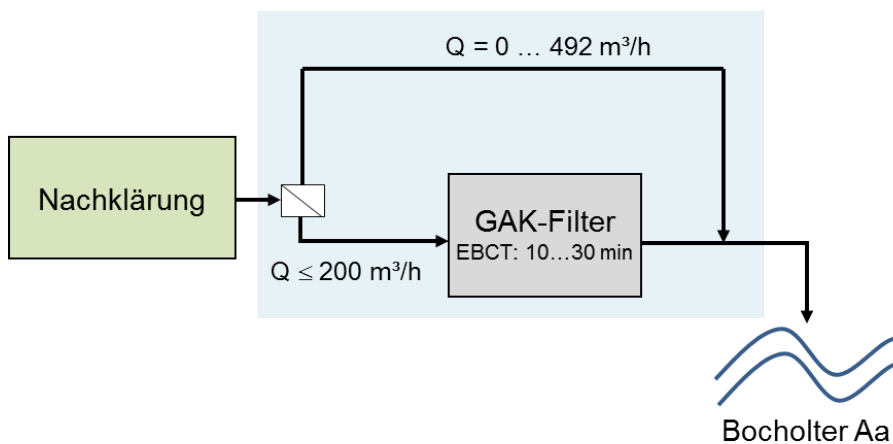 Q = 0 … 492 m³/h
Nachklärung
GAK-Filter
EBCT: 10…30 min
Q ≤ 200 m³/h
Bocholter Aa